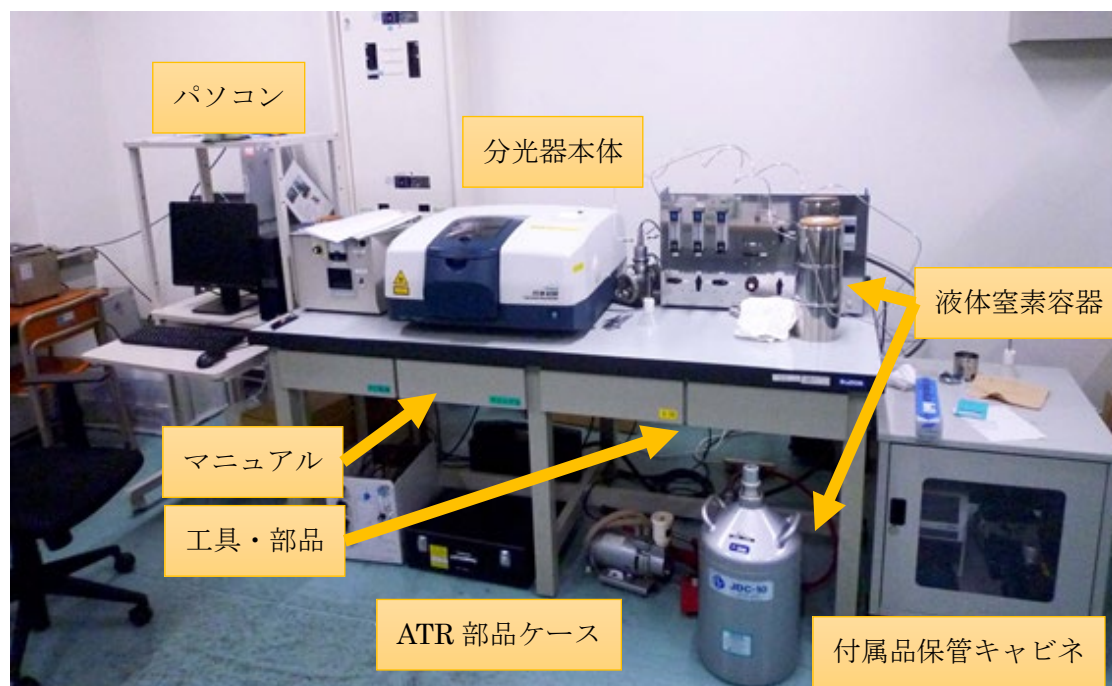 パソコン
分光器本体
液体窒素容器
マニュアル
工具・部品
JDC-10
ATR 部品ケース
付属品保管キャビネ